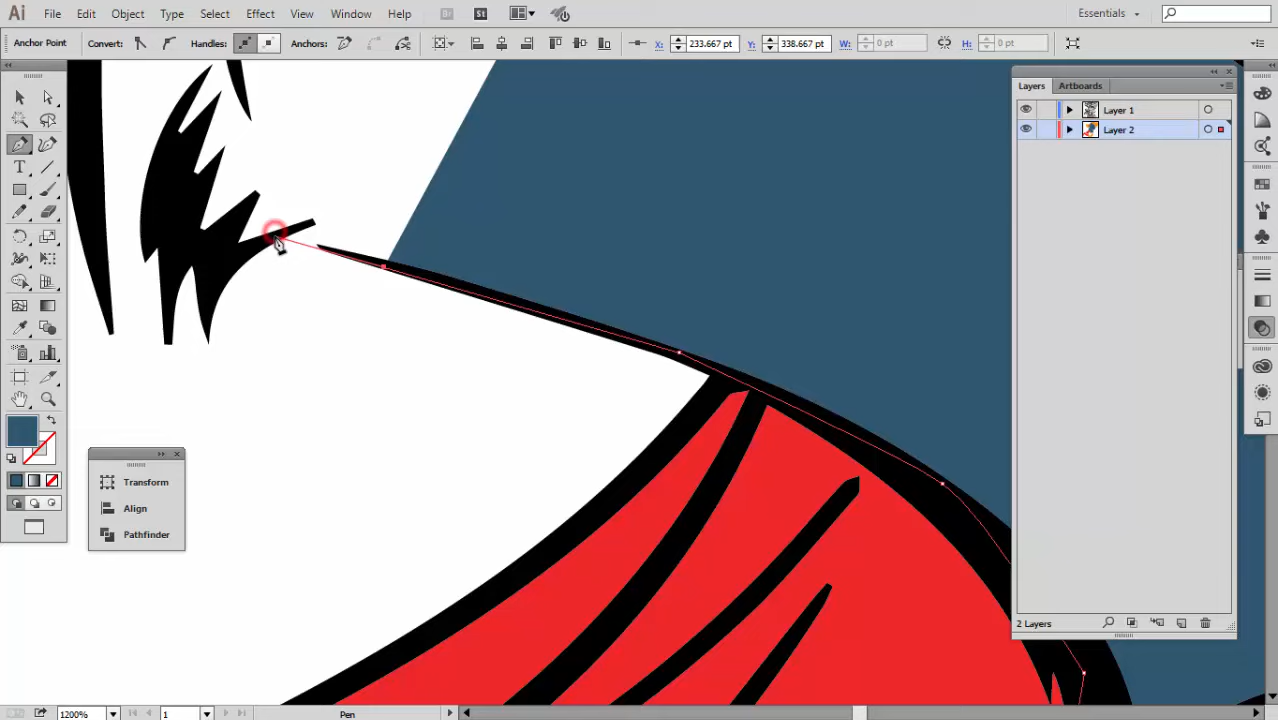 Ai File Edit Object Type Select Effect View Window Help Br St Essentials
Anchor Point Convert: Handles: Anchors: X: 233.667 pt Y: 338.667 pt W: 0 pt H: 0 pt
Layers Artboards
Layer 1
Layer 2
T
Transform
Align
Pathfinder
2 Layers
1200% 1 Pen